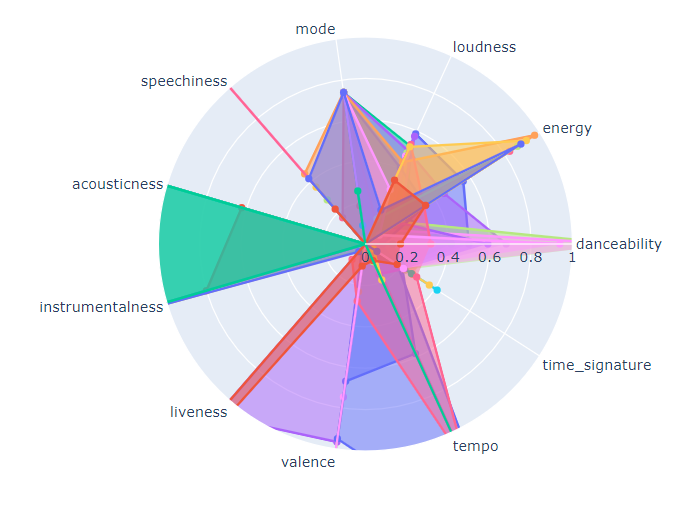 mode
loudness
speechiness
energy
acousticness
danceability
0 0.2 0.4 0.6 0.8 1
instrumentalness
time_signature
liveness
tempo
valence